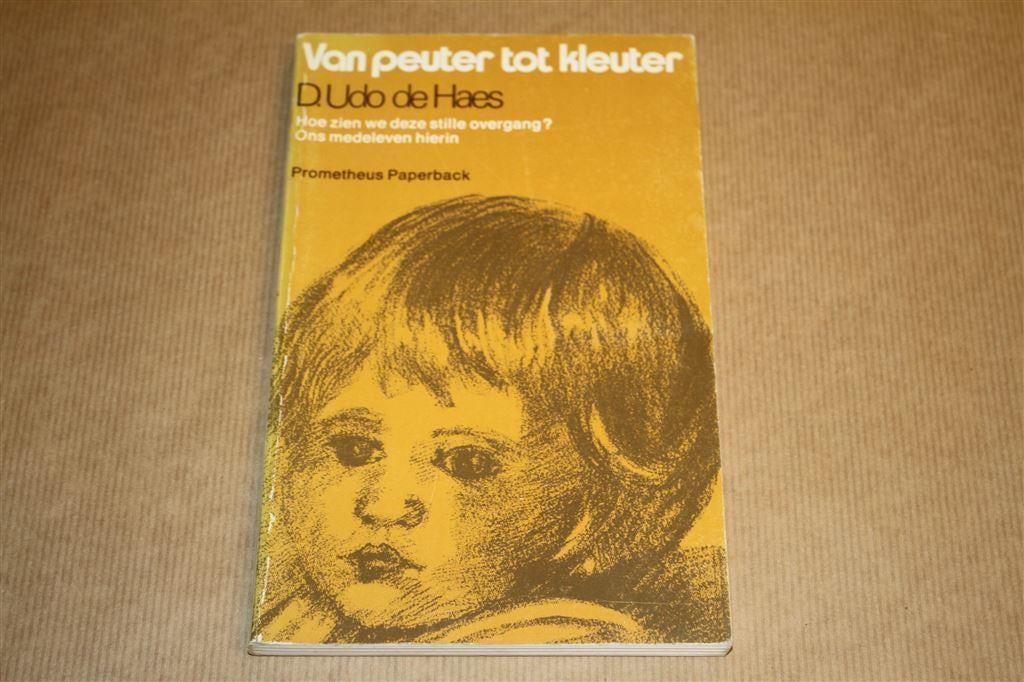 Van peuter tot kleuter
D. Udo de Haes
Hoe zien we deze stille overgang?
Ons medeleven hierin
Prometheus Paperback